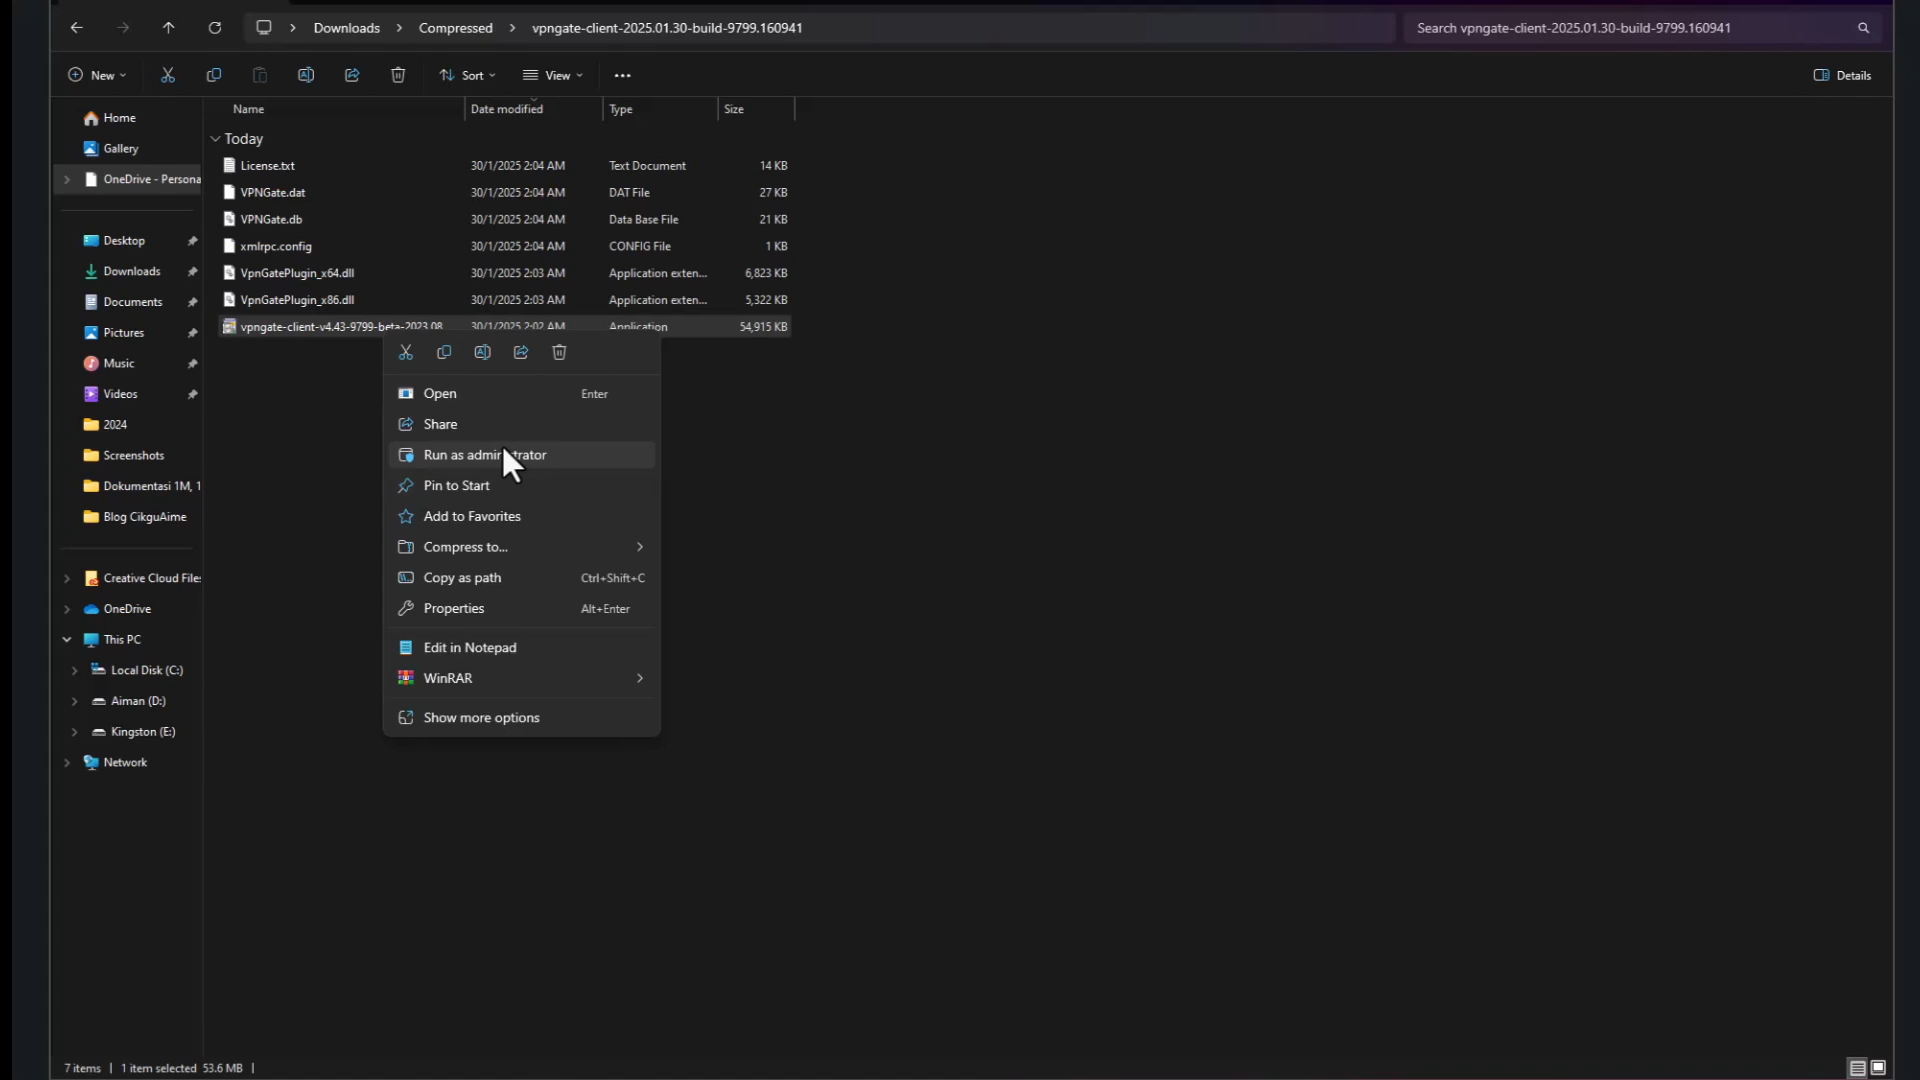 Downloads > Compressed > vpngate-client-2025.01.30-build-9799.160941
Search vpngate-client-2025.01.30-build-9799.160941
New
Sort
View
Details
Name Date modified Type Size
Today
License.txt 30/1/2025 2:04 AM Text Document 14 KB
VPNGate.dat 30/1/2025 2:04 AM DAT File 27 KB
VPNGate.db 30/1/2025 2:04 AM Data Base File 21 KB
xmlrpc.config 30/1/2025 2:04 AM CONFIG File 1 KB
VpnGatePlugin_x64.dll 30/1/2025 2:03 AM Application exten... 6,823 KB
VpnGatePlugin_x86.dll 30/1/2025 2:03 AM Application exten... 5,322 KB
vpngate-client-v4.43-9799-beta-2023.08 30/1/2025 2:02 AM Application 54,915 KB
Home
Gallery
OneDrive - Persona
Desktop
Downloads
Documents
Pictures
Music
Videos
2024
Screenshots
Dokumentasi 1M, 1
Blog CikguAime
Creative Cloud Files
OneDrive
This PC
Local Disk (C:)
Aiman (D:)
Kingston (E:)
Network
Open Enter
Share
Run as administrator
Pin to Start
Add to Favorites
Compress to...
Copy as path Ctrl+Shift+C
Properties Alt+Enter
Edit in Notepad
WinRAR
Show more options
7 items | 1 item selected 53.6 MB |